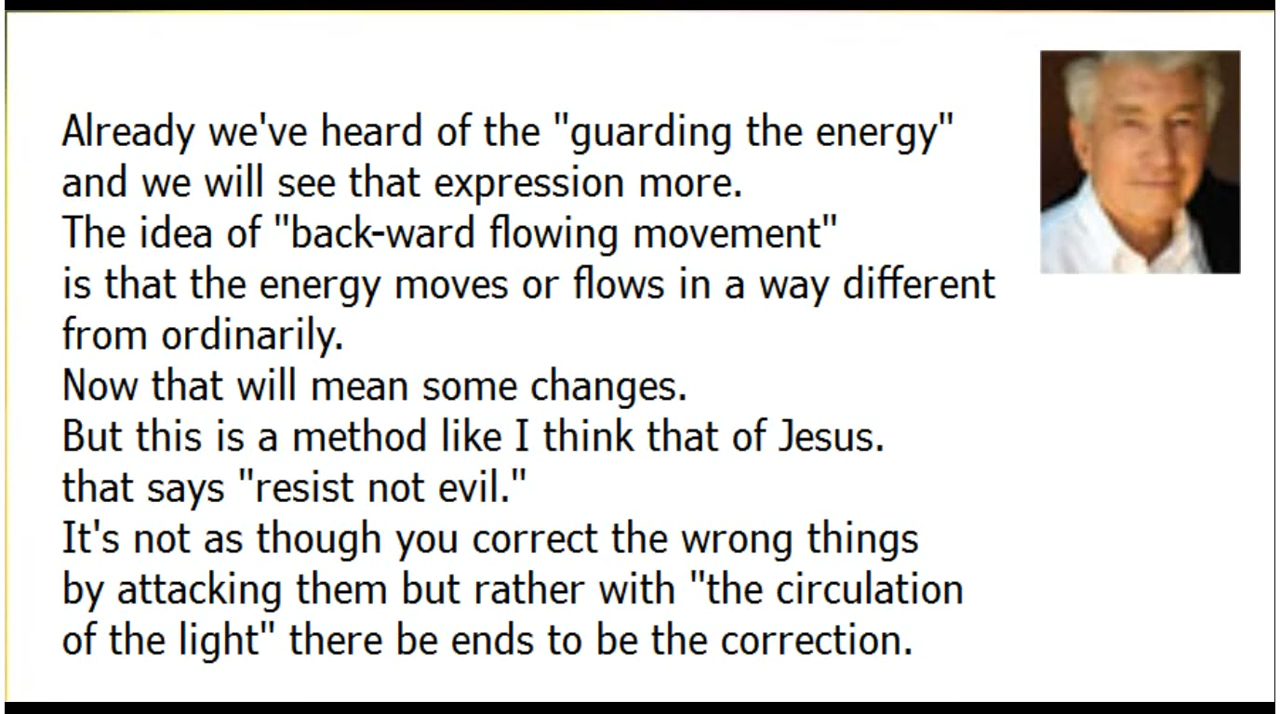 Already we've heard of the "guarding the energy"
and we will see that expression more.
The idea of "back-ward flowing movement"
is that the energy moves or flows in a way different
from ordinarily.
Now that will mean some changes.
But this is a method like I think that of Jesus.
that says "resist not evil."
It's not as though you correct the wrong things
by attacking them but rather with "the circulation
of the light" there be ends to be the correction.